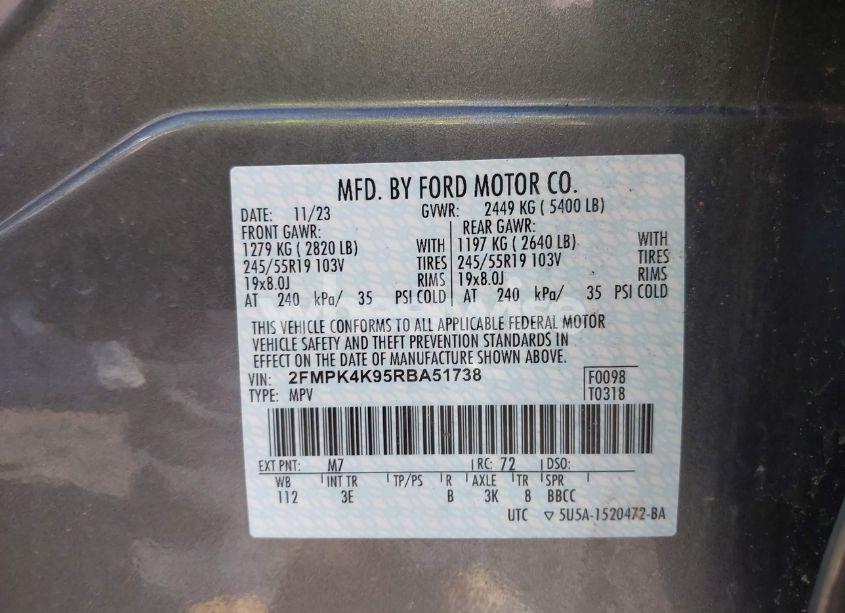 MFD. BY FORD MOTOR CO.
DATE: 11/23 GVWR: 2449 KG ( 5400 LB)
FRONT GAWR: REAR GAWR:
1279 KG ( 2820 LB) WITH 1197 KG ( 2640 LB) WITH
245/55R19 103V TIRES 245/55R19 103V TIRES
19x8.0J RIMS 19x8.0J RIMS
AT 240 kPa/ 35 PSI COLD AT 240 kPa/ 35 PSI COLD
THIS VEHICLE CONFORMS TO ALL APPLICABLE FEDERAL MOTOR
VEHICLE SAFETY AND THEFT PREVENTION STANDARDS IN
EFFECT ON THE DATE OF MANUFACTURE SHOWN ABOVE.
VIN: 2FMPK4K95RBA51738 F0098
TYPE: MPV T0318
EXT PNT: M7 RC: 72 DSO:
WB INT TR TP/PS R AXLE TR SPR
112 3E B 3K 8 BBCC
UTC ▽ 5U5A-1520472-BA